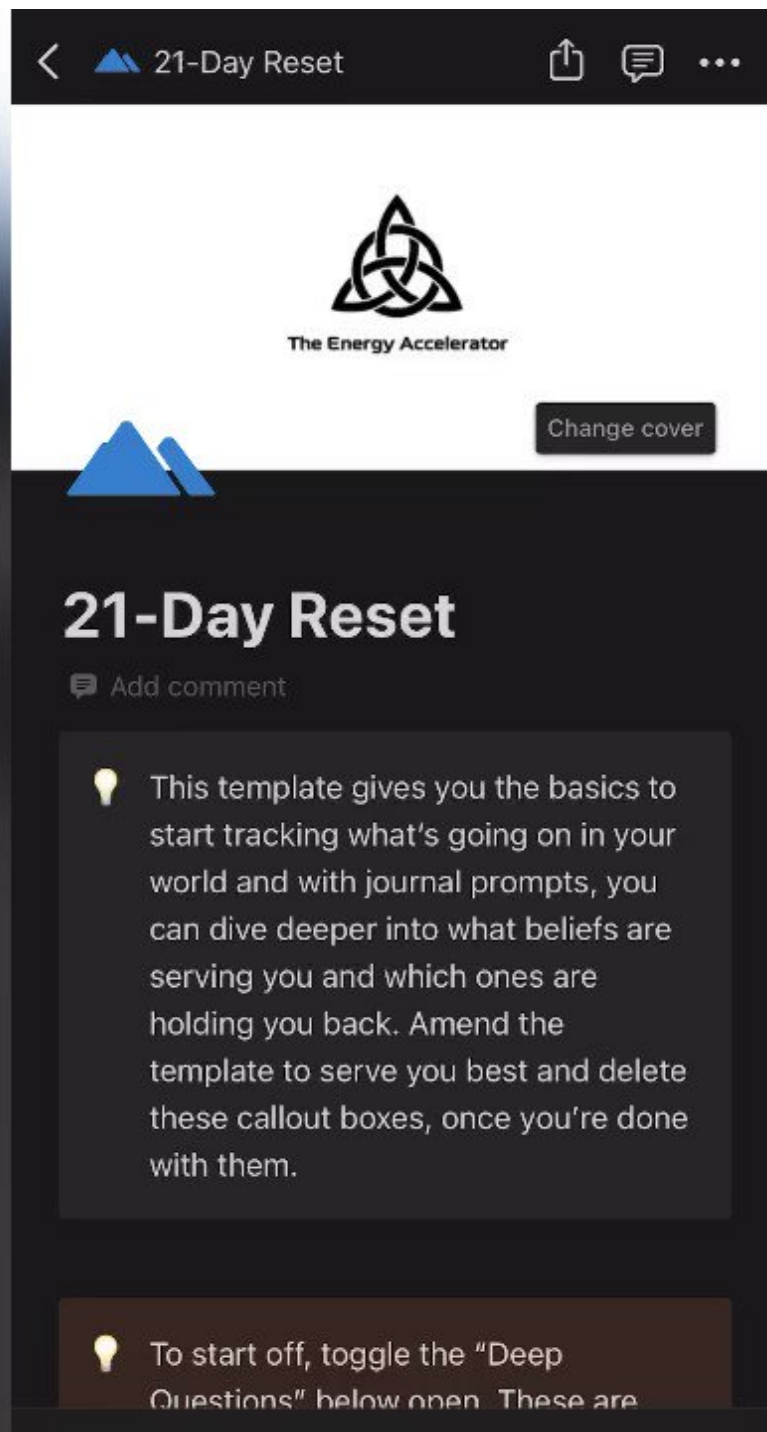 21-Day Reset
The Energy Accelerator
Change cover
21-Day Reset
Add comment
This template gives you the basics to
start tracking what's going on in your
world and with journal prompts, you
can dive deeper into what beliefs are
serving you and which ones are
holding you back. Amend the
template to serve you best and delete
these callout boxes, once you're done
with them.
To start off, toggle the “Deep
Questions” below open. These are